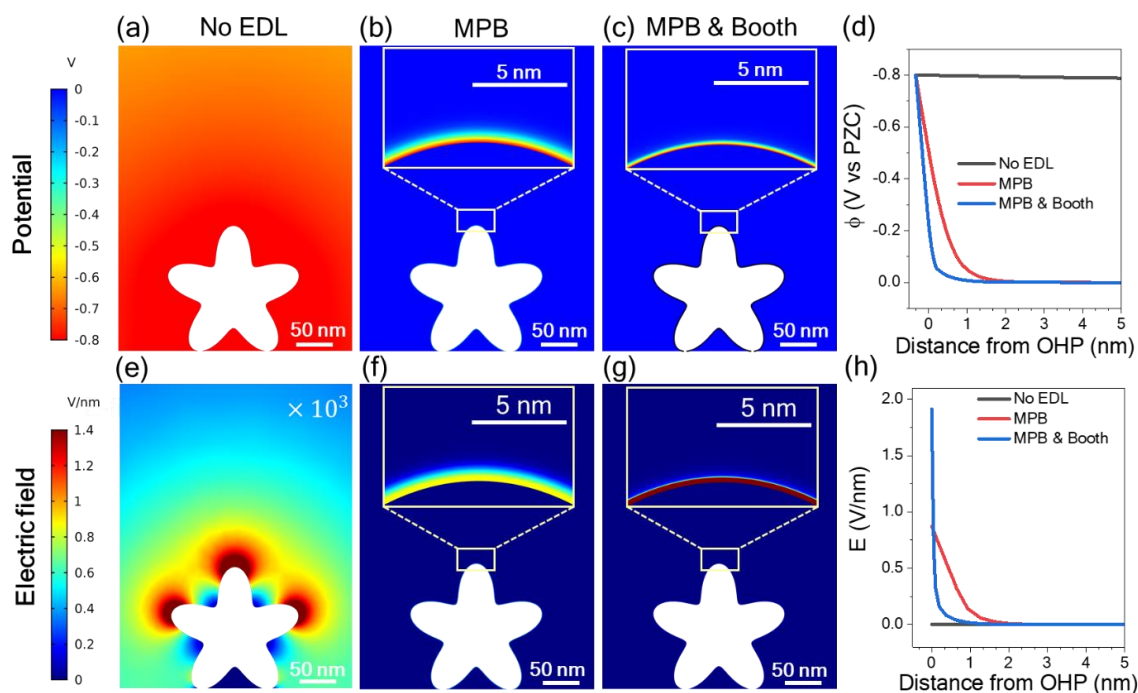 (a) No EDL
(b) MPB
(c) MPB & Booth
(d)
V
0
-0.1
-0.2
-0.3
-0.4
-0.5
-0.6
-0.7
-0.8
Potential
50 nm
5 nm
50 nm
5 nm
50 nm
-0.8
-0.6
-0.4
-0.2
0.0
ϕ (V vs PZC)
No EDL
MPB
MPB & Booth
0 1 2 3 4 5
Distance from OHP (nm)
(e)
(f)
(g)
(h)
V/nm
1.4
1.2
1
0.8
0.6
0.4
0.2
0
Electric field
× 10³
50 nm
5 nm
50 nm
5 nm
50 nm
2.0
1.5
1.0
0.5
0.0
E (V/nm)
No EDL
MPB
MPB & Booth
0 1 2 3 4 5
Distance from OHP (nm)